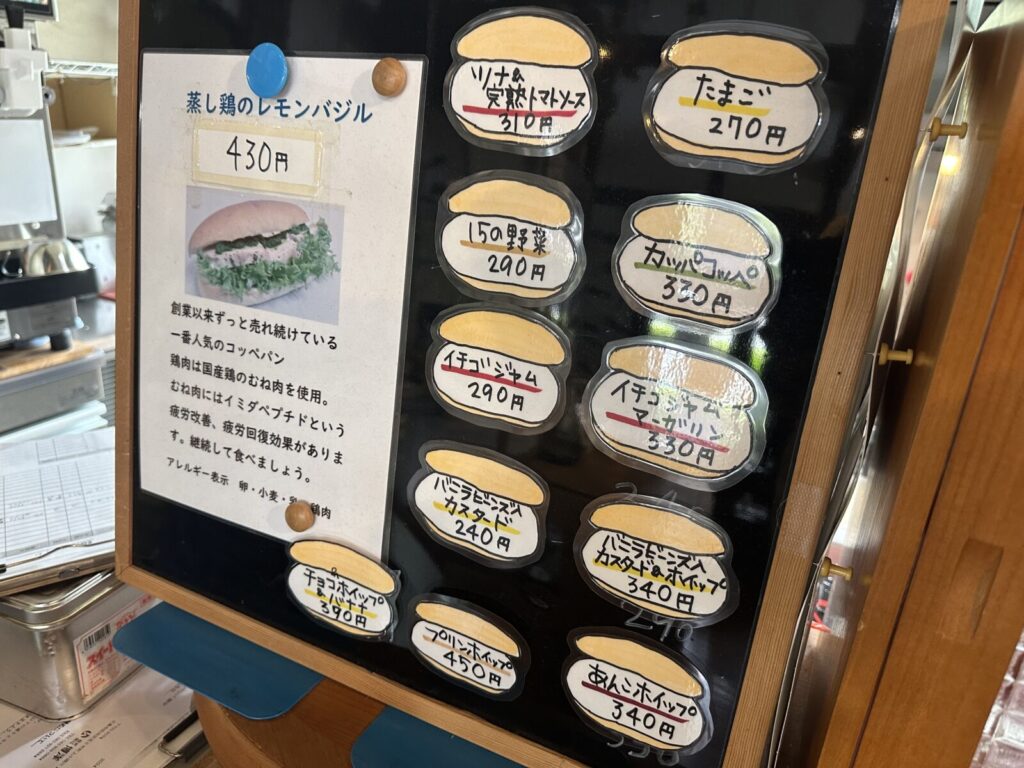 蒸し鶏のレモンバジル
430円
創業以来ずっと売れ続けている
一番人気のコッペパン
鶏肉は国産鶏のむね肉を使用。
むね肉にはイミダペプチドという
疲労改善、疲労回復効果がありま
す。継続して食べましょう。
アレルギー表示 卵・小麦・乳 鶏肉
ツナ&
完熟トマトソース
310円
たまご
270円
15の野菜
290円
カッパコッペ
330円
イチゴジャム
290円
イチゴジャム
マーガリン
330円
バニラビーンズ入
カスタード
240円
バニラビーンズ入
カスタード&ホイップ
340円
290
チョコホイップ
&バナナ
390円
プリンホイップ
450円
あんこホイップ
340円